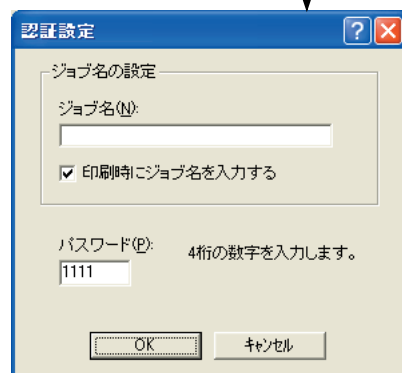 認証設定
ジョブ名の設定
ジョブ名(N):
印刷時にジョブ名を入力する
パスワード(P):
4桁の数字を入力します。
1111
OK
キャンセル